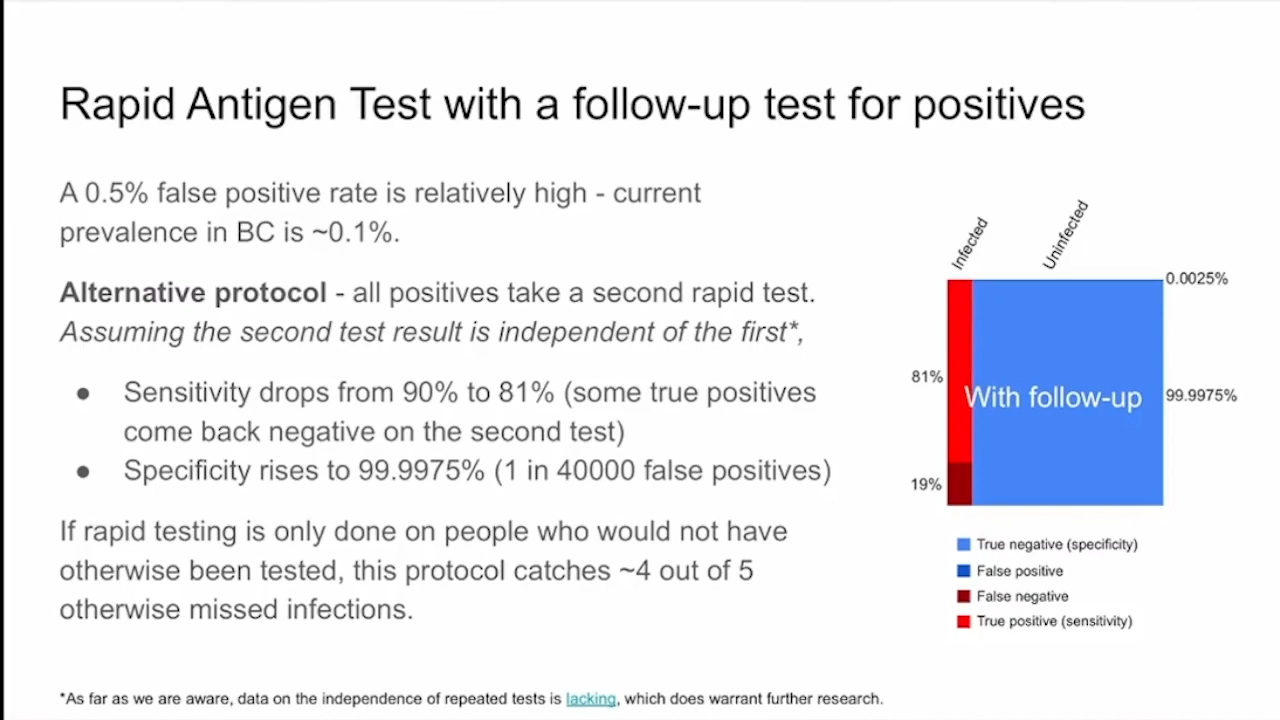 Rapid Antigen Test with a follow-up test for positives
A 0.5% false positive rate is relatively high - current
prevalence in BC is ~0.1%.
Alternative protocol - all positives take a second rapid test.
Assuming the second test result is independent of the first*,
● Sensitivity drops from 90% to 81% (some true positives
come back negative on the second test)
● Specificity rises to 99.9975% (1 in 40000 false positives)
If rapid testing is only done on people who would not have
otherwise been tested, this protocol catches ~4 out of 5
otherwise missed infections.
Infected
Uninfected
0.0025%
81%
With follow-up
99.9975%
19%
True negative (specificity)
False positive
False negative
True positive (sensitivity)
*As far as we are aware, data on the independence of repeated tests is lacking, which does warrant further research.